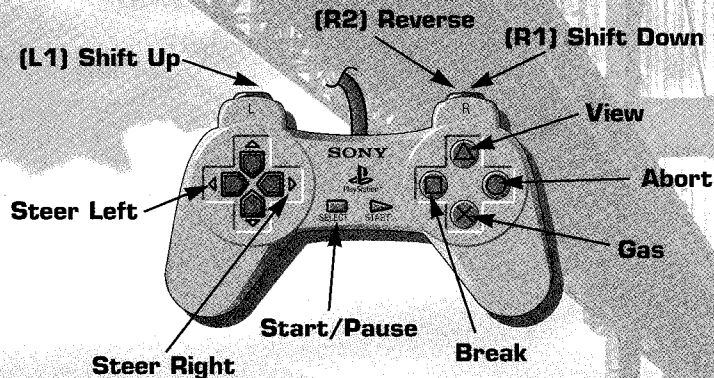 (R2) Reverse
(R1) Shift Down
(L1) Shift Up
L
R
View
SONY
PlayStation
Abort
Steer Left
SELECT
START
Gas
Start/Pause
Break
Steer Right